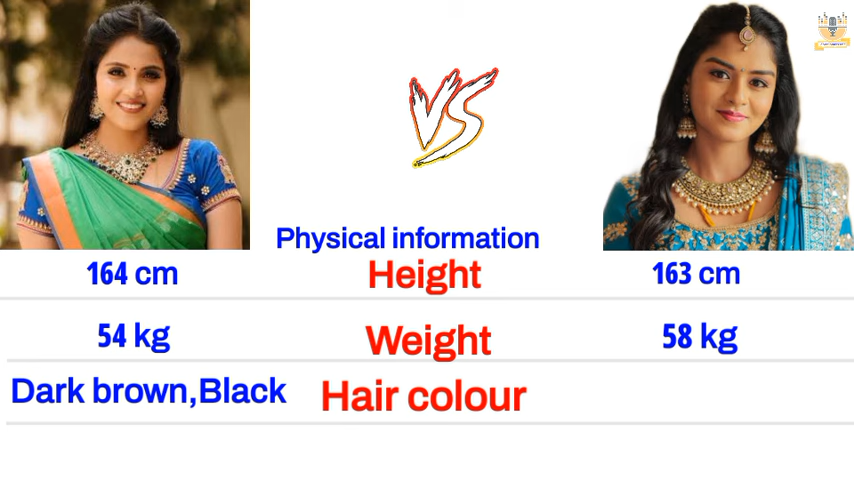 VS
Physical information
164 cm Height 163 cm
54 kg Weight 58 kg
Dark brown,Black Hair colour